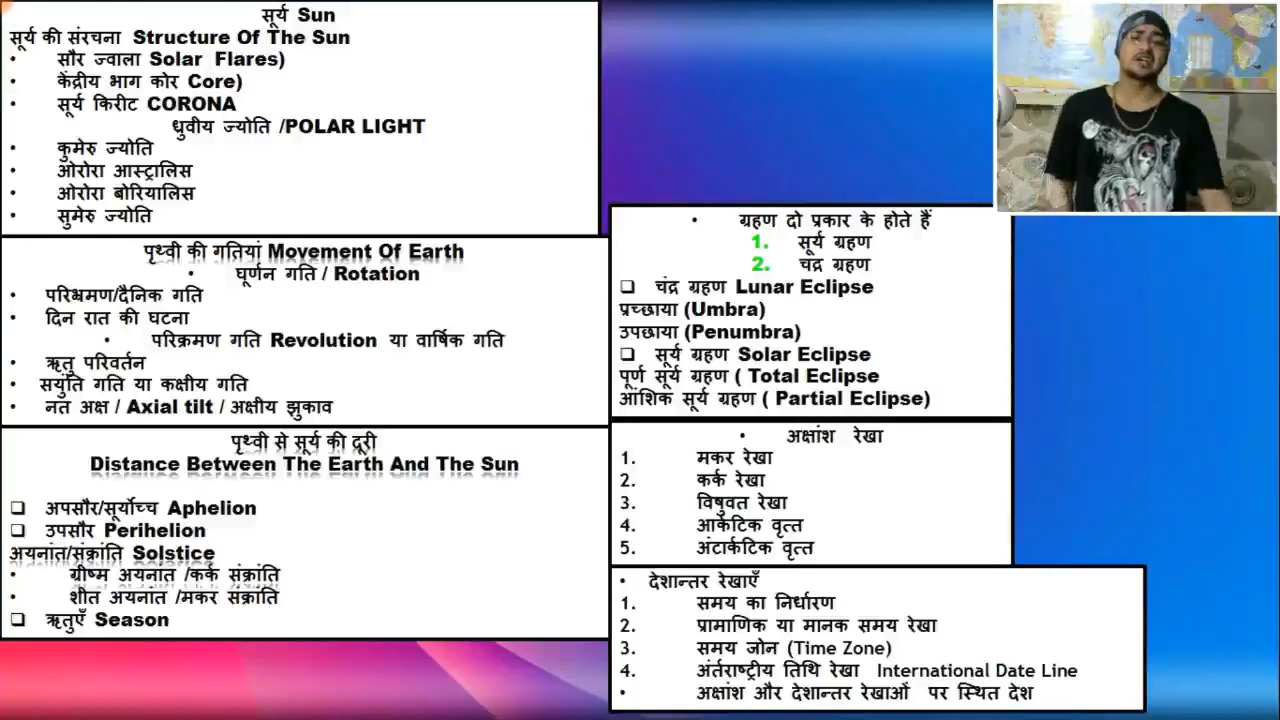 सूर्य Sun
सूर्य की संरचना Structure Of The Sun
• सौर ज्वाला Solar Flares)
• केंद्रीय भाग कोर Core)
• सूर्य किरीट CORONA
ध्रुवीय ज्योति /POLAR LIGHT
• कुमेरु ज्योति
• ओरोरा आस्ट्रालिस
• ओरोरा बोरियालिस
• सुमेरु ज्योति
पृथ्वी की गतियां Movement Of Earth
• घूर्णन गति / Rotation
• परिभ्रमण/दैनिक गति
• दिन रात की घटना
• परिक्रमण गति Revolution या वार्षिक गति
• ऋतु परिवर्तन
• सयुंति गति या कक्षीय गति
• नत अक्ष / Axial tilt / अक्षीय झुकाव
पृथ्वी से सूर्य की दूरी
Distance Between The Earth And The Sun
❑ अपसौर/सूर्योच्च Aphelion
❑ उपसौर Perihelion
अयनांत/संक्रांति Solstice
• ग्रीष्म अयनांत /कर्क संक्रांति
• शीत अयनांत /मकर संक्रांति
❑ ऋतुएँ Season
• ग्रहण दो प्रकार के होते हैं
1. सूर्य ग्रहण
2. चद्र ग्रहण
❑ चंद्र ग्रहण Lunar Eclipse
प्रच्छाया (Umbra)
उपछाया (Penumbra)
❑ सूर्य ग्रहण Solar Eclipse
पूर्ण सूर्य ग्रहण ( Total Eclipse
आंशिक सूर्य ग्रहण ( Partial Eclipse)
• अक्षांश रेखा
1. मकर रेखा
2. कर्क रेखा
3. विषुवत रेखा
4. आर्कटिक वृत्त
5. अंटार्कटिक वृत्त
• देशान्तर रेखाएँ
1. समय का निर्धारण
2. प्रामाणिक या मानक समय रेखा
3. समय जोन (Time Zone)
4. अंर्तराष्ट्रीय तिथि रेखा International Date Line
• अक्षांश और देशान्तर रेखाओं पर स्थित देश